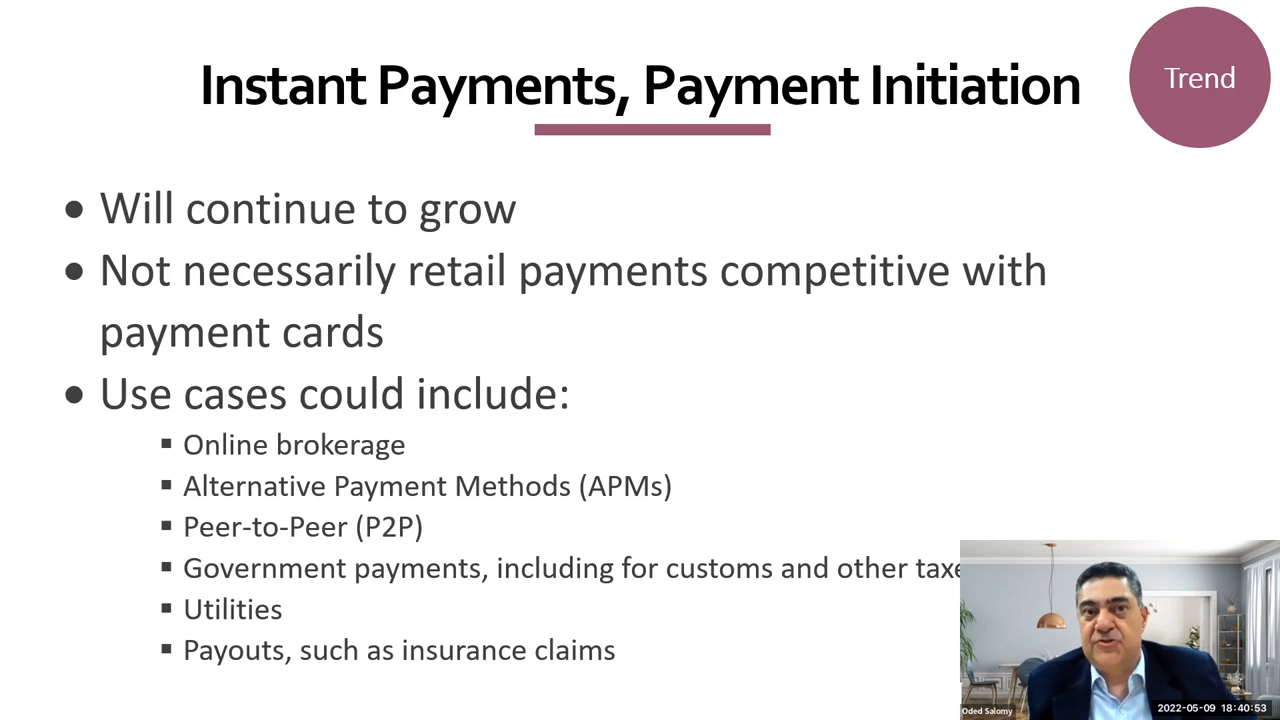 Instant Payments, Payment Initiation
Trend
• Will continue to grow
• Not necessarily retail payments competitive with
payment cards
• Use cases could include:
▪ Online brokerage
▪ Alternative Payment Methods (APMs)
▪ Peer-to-Peer (P2P)
▪ Government payments, including for customs and other taxe
▪ Utilities
▪ Payouts, such as insurance claims
Oded Salomy
2022-05-09 18:40:53